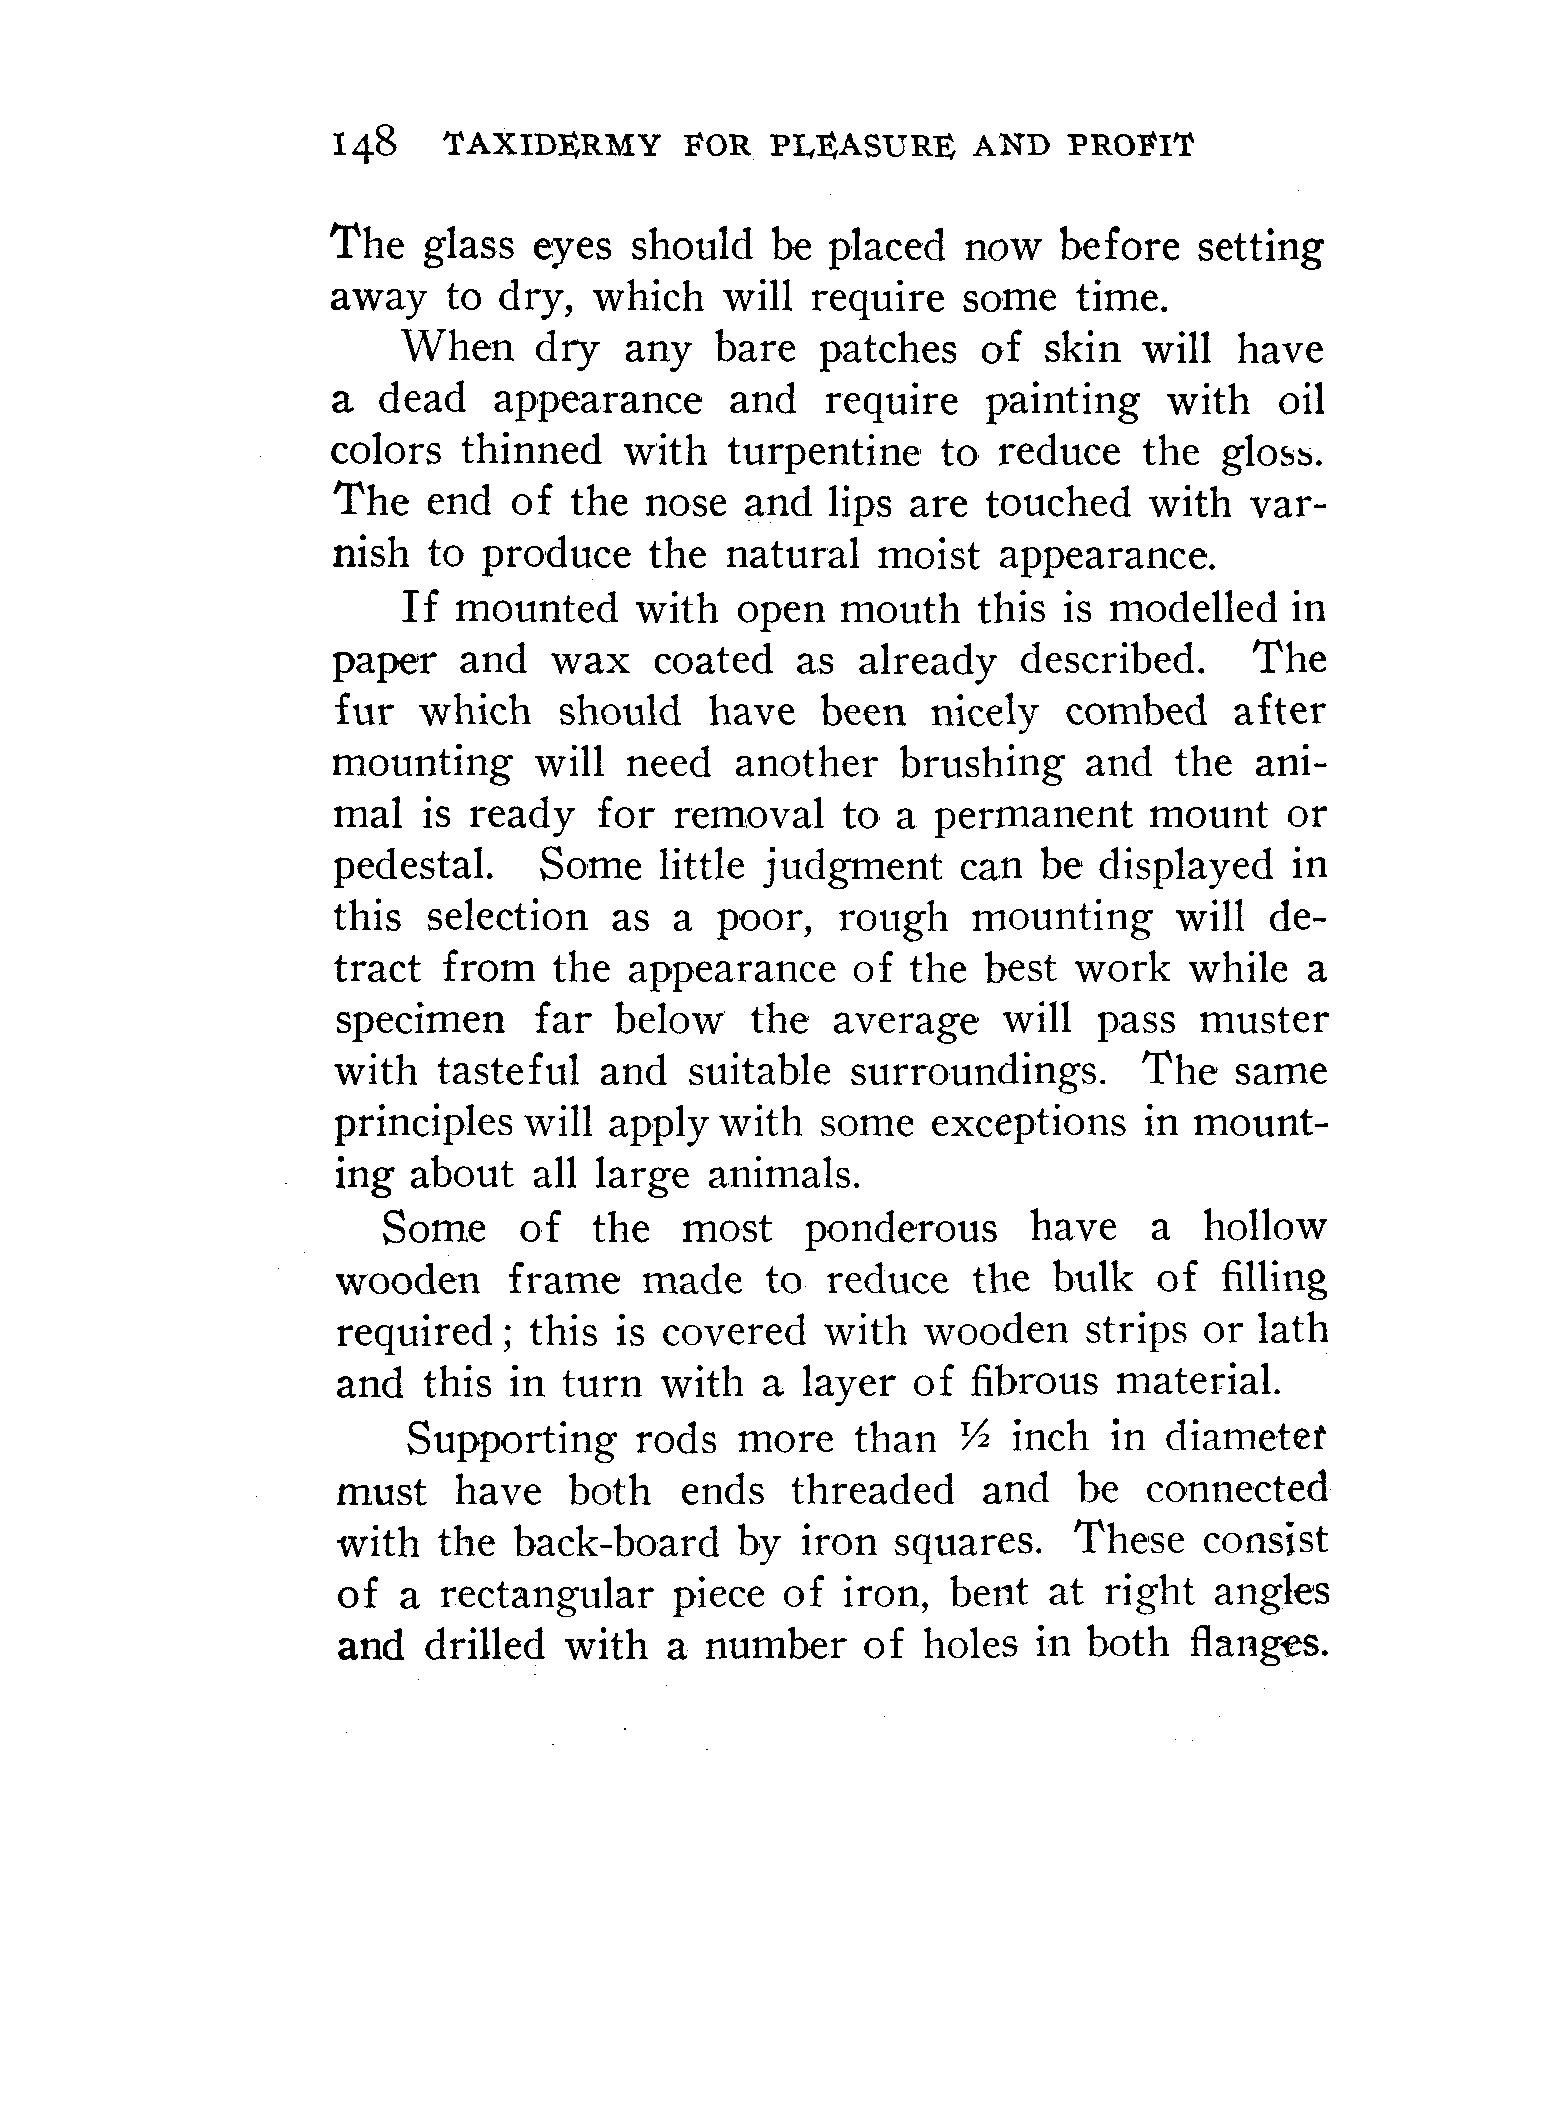 148 TAXIDERMY FOR PLEASURE AND PROFIT
The glass eyes should be placed now before setting
away to dry, which will require some time.
When dry any bare patches of skin will have
a dead appearance and require painting with oil
colors thinned with turpentine to reduce the gloss.
The end of the nose and lips are touched with var-
nish to produce the natural moist appearance.
If mounted with open mouth this is modelled in
paper and wax coated as already described. The
fur which should have been nicely combed after
mounting will need another brushing and the ani-
mal is ready for removal to a permanent mount or
pedestal. Some little judgment can be displayed in
this selection as a poor, rough mounting will de-
tract from the appearance of the best work while a
specimen far below the average will pass muster
with tasteful and suitable surroundings. The same
principles will apply with some exceptions in mount-
ing about all large animals.
Some of the most ponderous have a hollow
wooden frame made to reduce the bulk of filling
required; this is covered with wooden strips or lath
and this in turn with a layer of fibrous material.
Supporting rods more than ½ inch in diameter
must have both ends threaded and be connected
with the back-board by iron squares. These consist
of a rectangular piece of iron, bent at right angles
and drilled with a number of holes in both flanges.